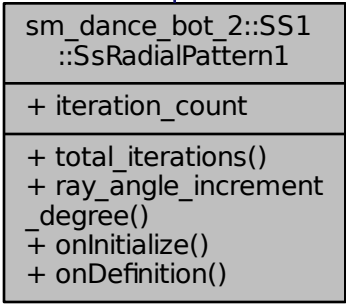 sm_dance_bot_2::SS1
::SsRadialPattern1
+ iteration_count
+ total_iterations()
+ ray_angle_increment
_degree()
+ onInitialize()
+ onDefinition()